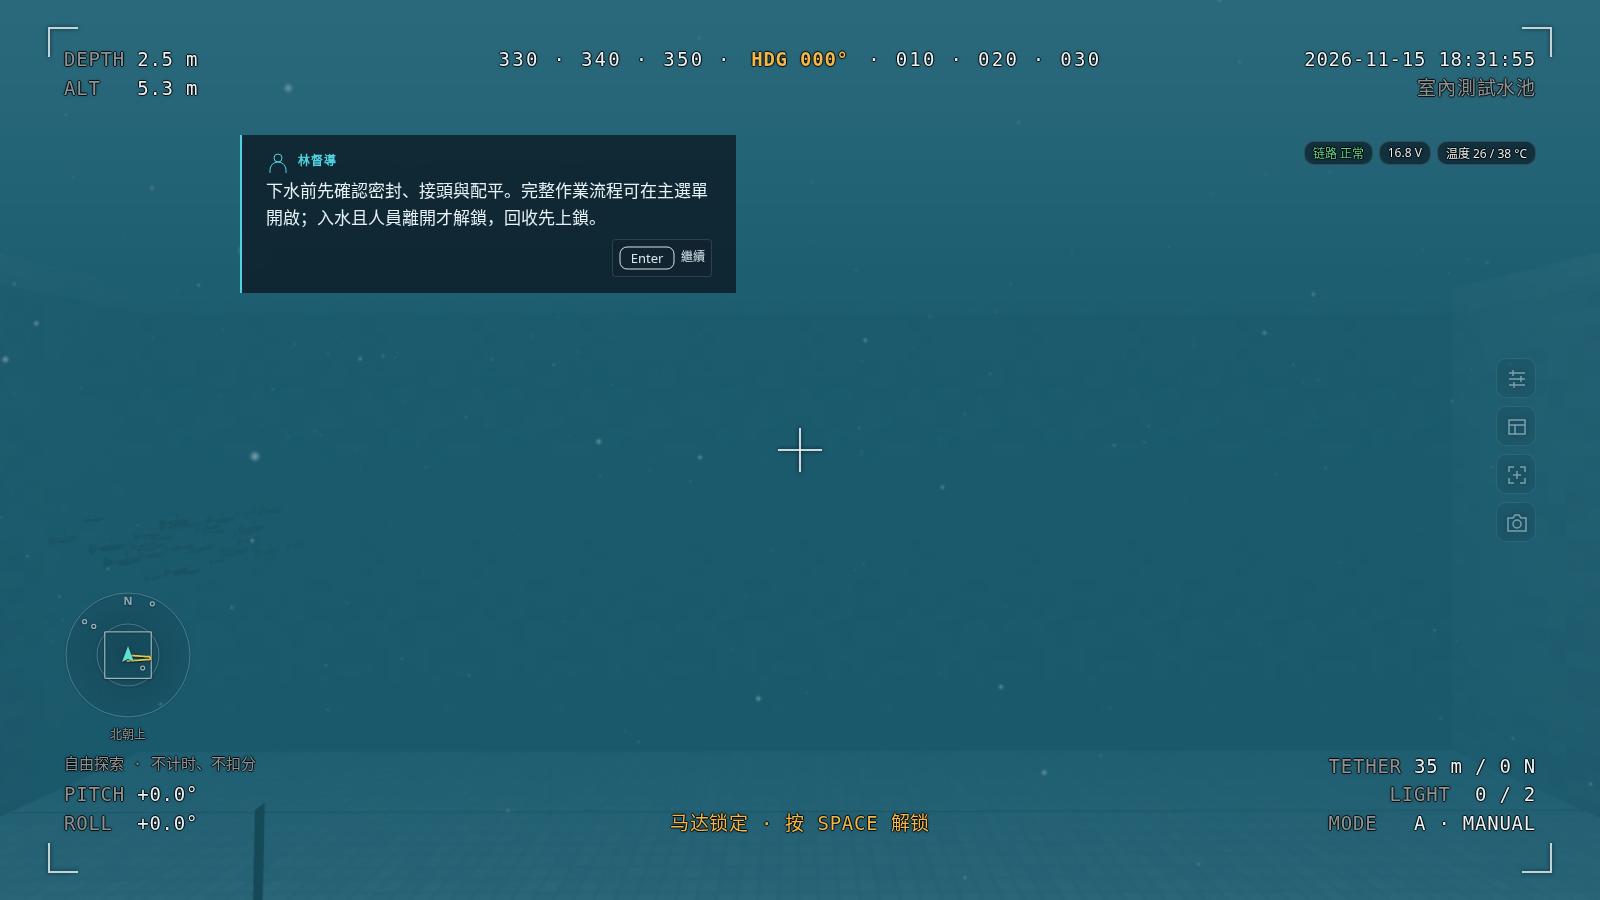 DEPTH 2.5 m
ALT 5.3 m
330 · 340 · 350 · HDG 000° · 010 · 020 · 030
2026-11-15 18:31:55
室內測試水池
链路 正常
16.8 V
温度 26 / 38 °C
林督導
下水前先確認密封、接頭與配平。完整作業流程可在主選單
開啟；入水且人員離開才解鎖，回收先上鎖。
Enter 繼續
N
北朝上
自由探索 · 不计时、不扣分
PITCH +0.0°
ROLL +0.0°
马达锁定 · 按 SPACE 解锁
TETHER 35 m / 0 N
LIGHT 0 / 2
MODE A · MANUAL